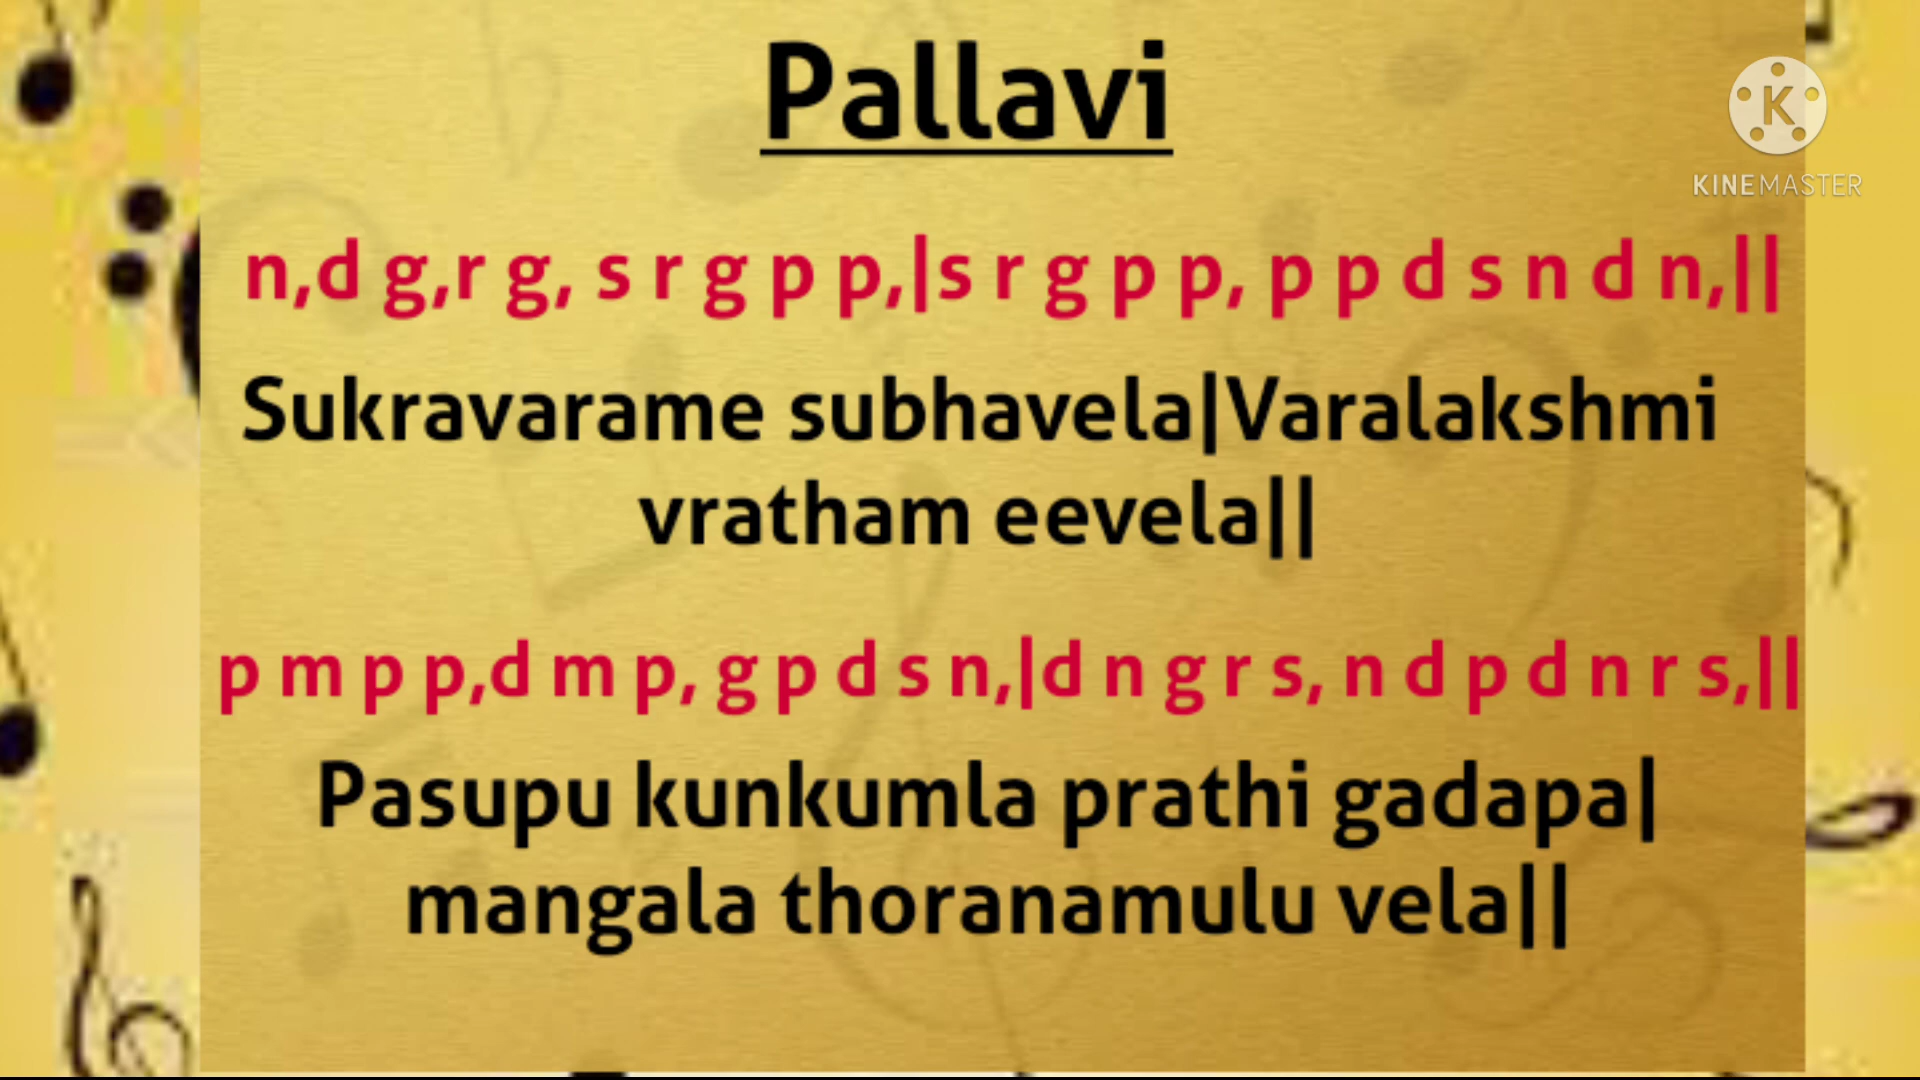 Pallavi
K
KINEMASTER
n,d g,r g, s r g p p,|s r g p p, p p d s n d n,||
Sukravarame subhavela|Varalakshmi
vratham eevela||
p m p p,d m p, g p d s n,|d n g r s, n d p d n r s,||
Pasupu kunkumla prathi gadapa|
mangala thoranamulu vela||